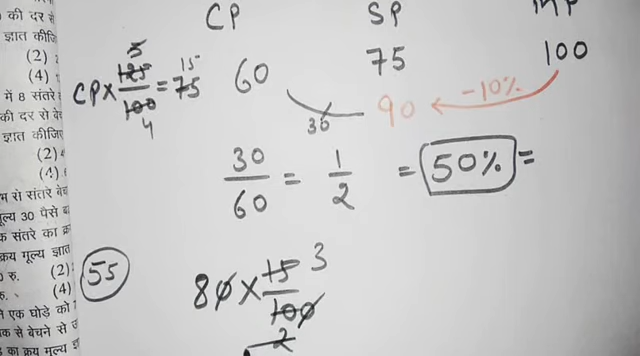 की दर से
ज्ञात कीजि
(2)
(4)
में 8 संतरे
की दर से बे
ज्ञात कीजिए
(2)
(4)
संतरे बेच
मूल्य 30 पैसे
क संतरे का क्र
क्रय मूल्य ज्ञात
रु. (2)
रु. (4)
एक घोड़े को
से बेचने से
का क्रय मूल्य
CP SP MP
CP × 125/100 = 75
5
4
15
60 75 100
30
90 -10%
30/60 = 1/2 = 50% =
55
80 × 15/100
3
2